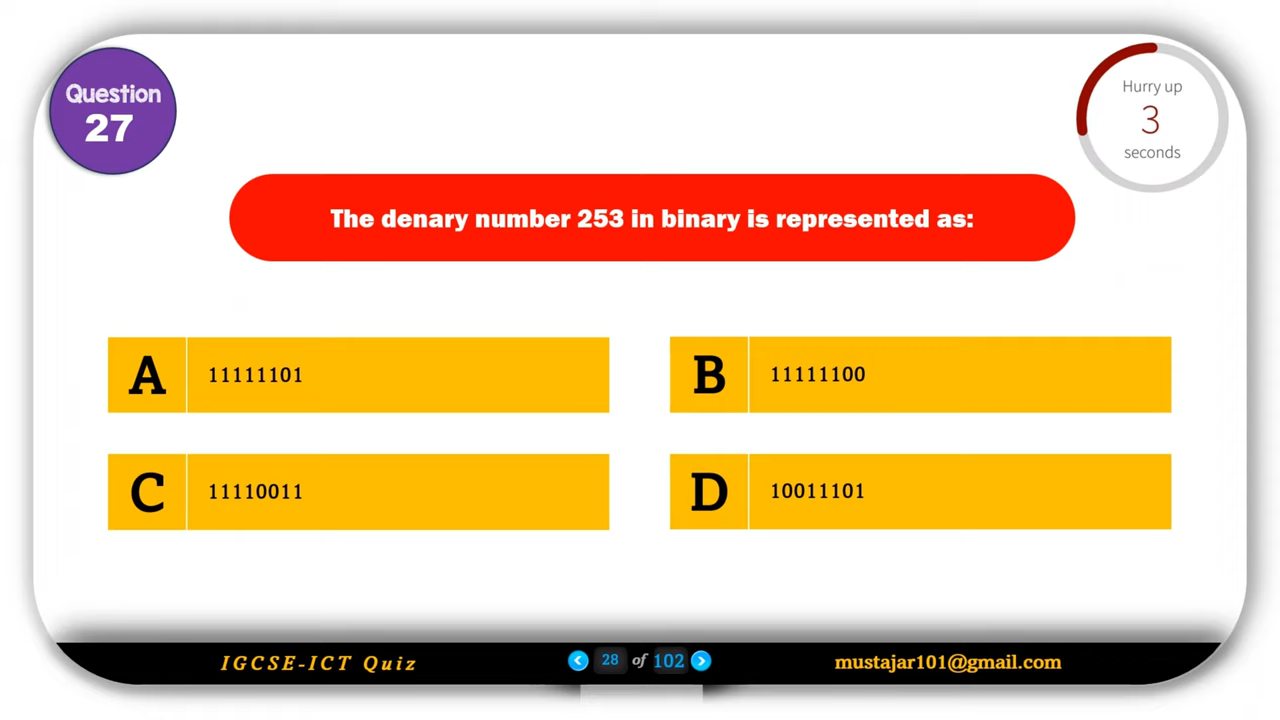 Question
27
Hurry up
3
seconds
The denary number 253 in binary is represented as:
A 11111101
B 11111100
C 11110011
D 10011101
IGCSE-ICT Quiz
28 of 102
mustajar101@gmail.com